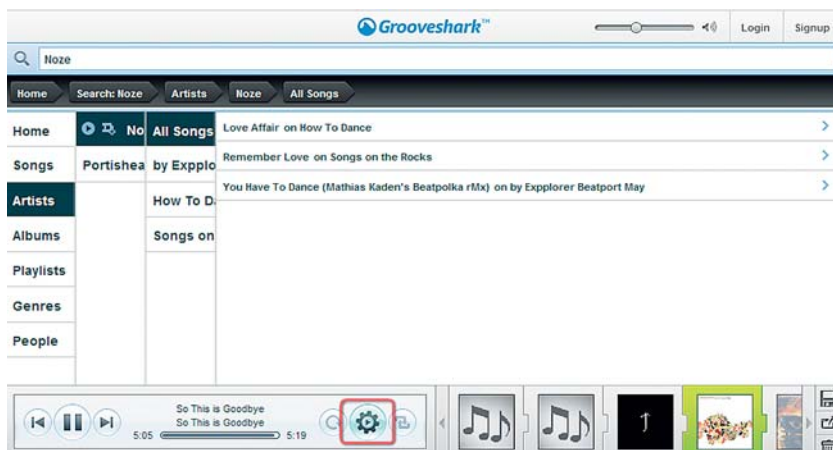 Grooveshark™
Login
Signup
Noze
Home
Search: Noze
Artists
Noze
All Songs
Home
Songs
Artists
Albums
Playlists
Genres
People
No
Portishea
All Songs
by Expplo
How To D
Songs on
Love Affair on How To Dance
Remember Love on Songs on the Rocks
You Have To Dance (Mathias Kaden's Beatpolka rMx) on by Expplorer Beatport May
So This is Goodbye
So This is Goodbye
5:05
5:19